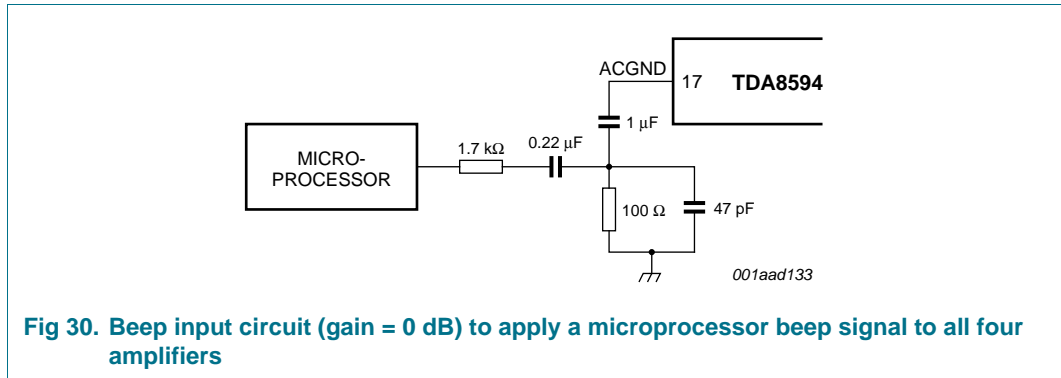 ACGND
17
TDA8594
1 μF
0.22 μF
1.7 kΩ
MICRO-
PROCESSOR
100 Ω
47 pF
001aad133
Fig 30. Beep input circuit (gain = 0 dB) to apply a microprocessor beep signal to all four
amplifiers